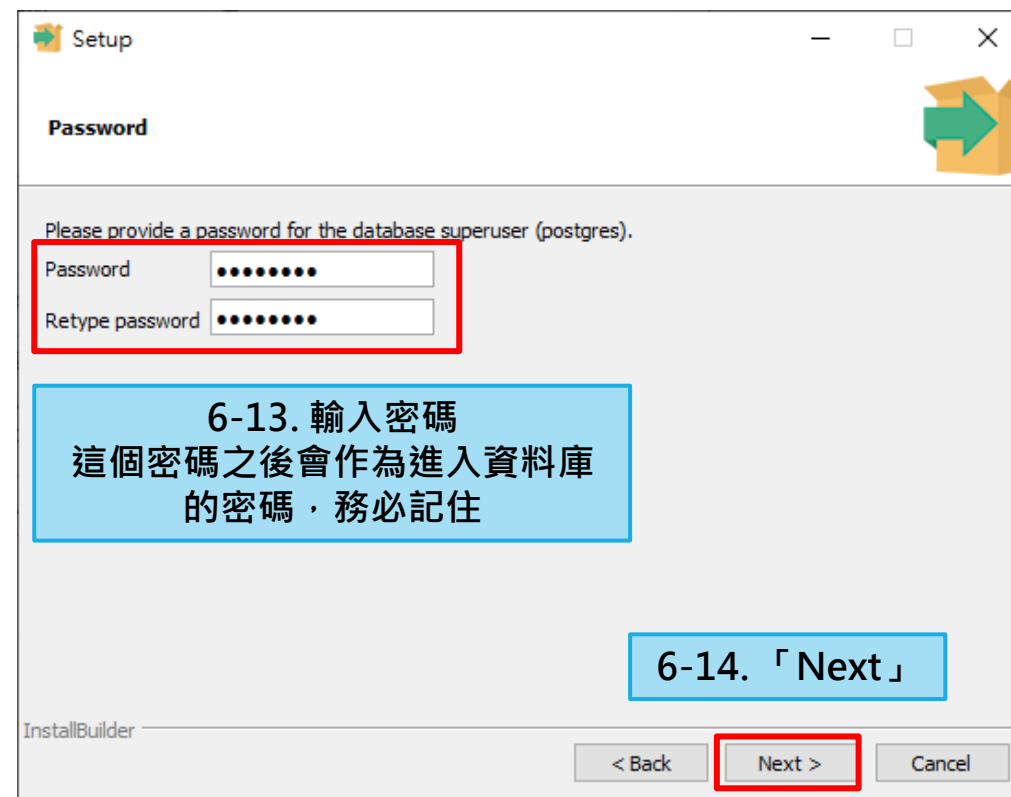 Setup
Password
Please provide a password for the database superuser (postgres).
Password
Retype password
6-13. 輸入密碼
這個密碼之後會作為進入資料庫
的密碼，務必記住
6-14.「Next」
InstallBuilder
< Back
Next >
Cancel